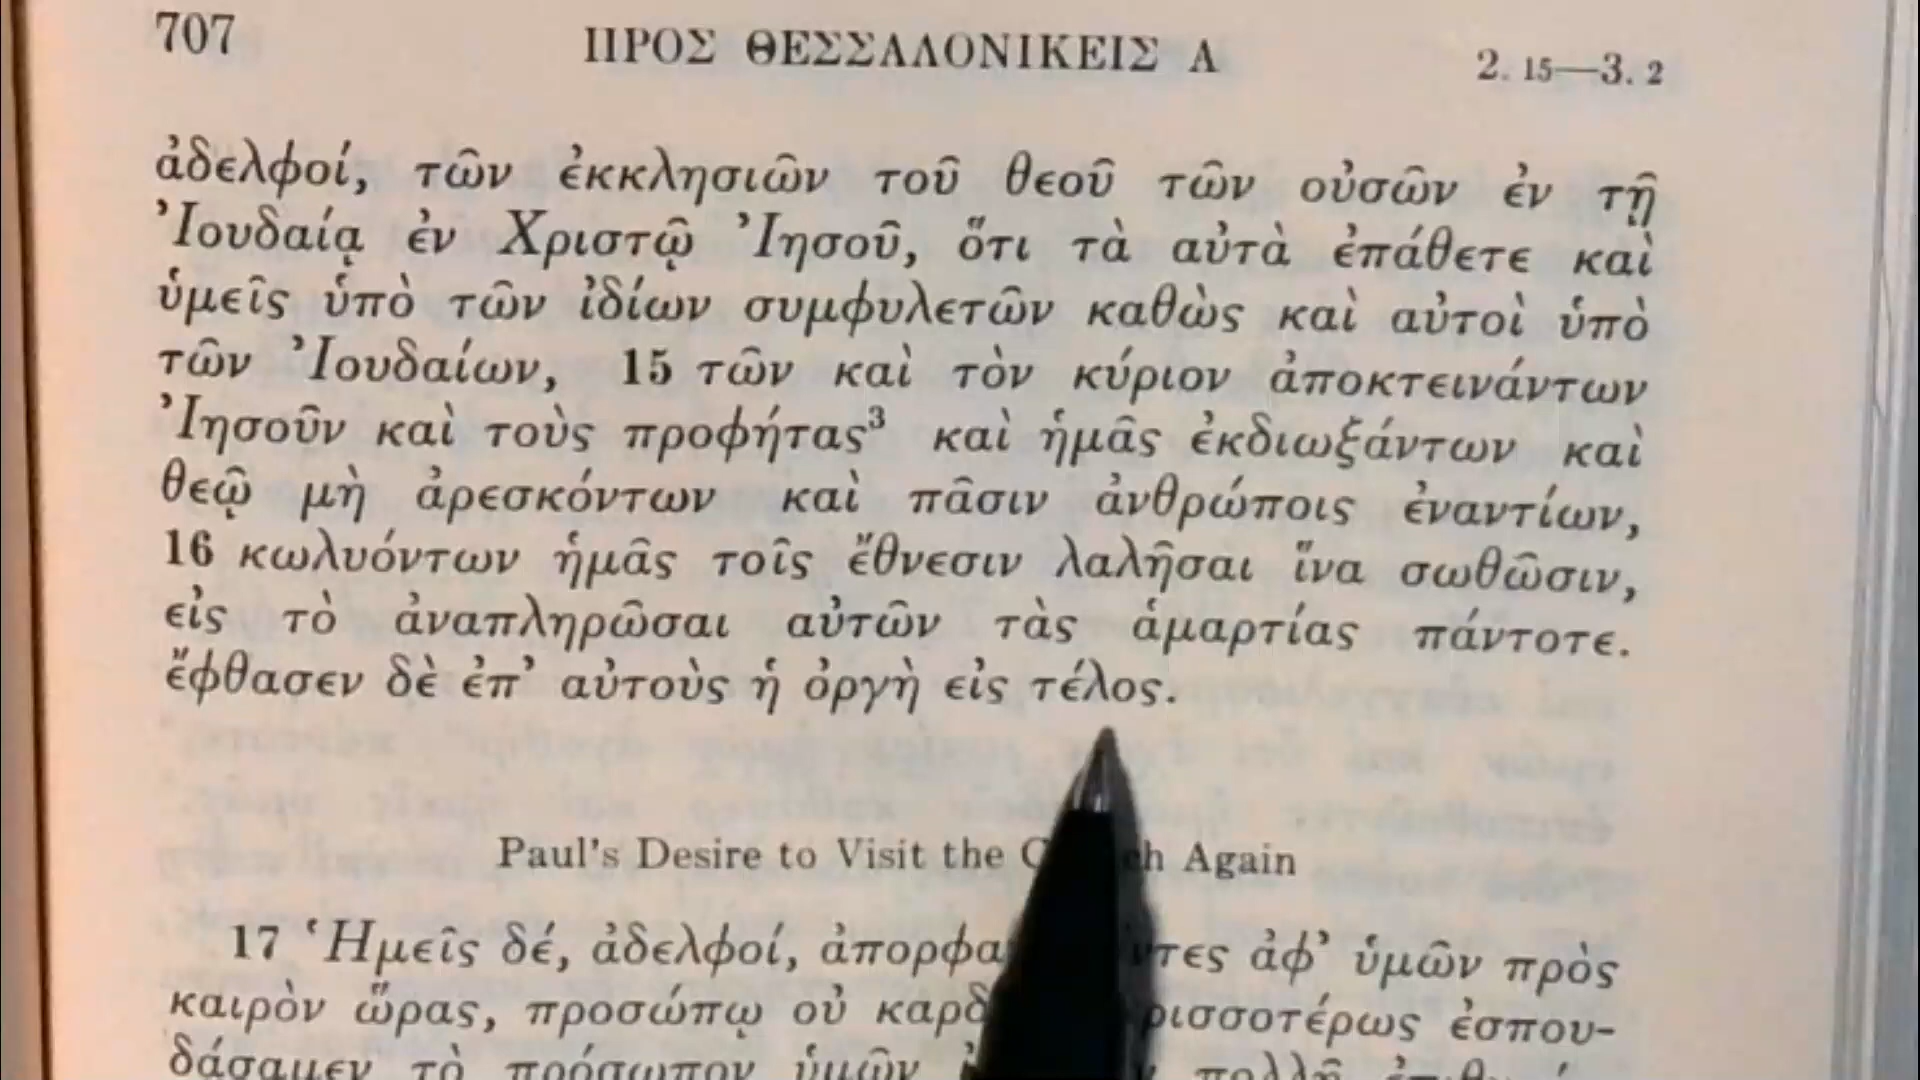 707 ΠΡΟΣ ΘΕΣΣΑΛΟΝΙΚΕΙΣ Α 2. 15—3. 2
ἀδελφοί, τῶν ἐκκλησιῶν τοῦ θεοῦ τῶν οὐσῶν ἐν τῇ
Ἰουδαίᾳ ἐν Χριστῷ Ἰησοῦ, ὅτι τὰ αὐτὰ ἐπάθετε καὶ
ὑμεῖς ὑπὸ τῶν ἰδίων συμφυλετῶν καθὼς καὶ αὐτοὶ ὑπὸ
τῶν Ἰουδαίων, 15 τῶν καὶ τὸν κύριον ἀποκτεινάντων
Ἰησοῦν καὶ τοὺς προφήτας³ καὶ ἡμᾶς ἐκδιωξάντων καὶ
θεῷ μὴ ἀρεσκόντων καὶ πᾶσιν ἀνθρώποις ἐναντίων,
16 κωλυόντων ἡμᾶς τοῖς ἔθνεσιν λαλῆσαι ἵνα σωθῶσιν,
εἰς τὸ ἀναπληρῶσαι αὐτῶν τὰς ἁμαρτίας πάντοτε.
ἔφθασεν δὲ ἐπ’ αὐτοὺς ἡ ὀργὴ εἰς τέλος.
Paul's Desire to Visit the Again
17 Ἡμεῖς δέ, ἀδελφοί, ἀφ’ ὑμῶν πρὸς
καιρὸν ὥρας, προσώπῳ οὐ ἐσπου-
δάσαμεν τὸ πρόσωπον ὑμῶν πολλῇ